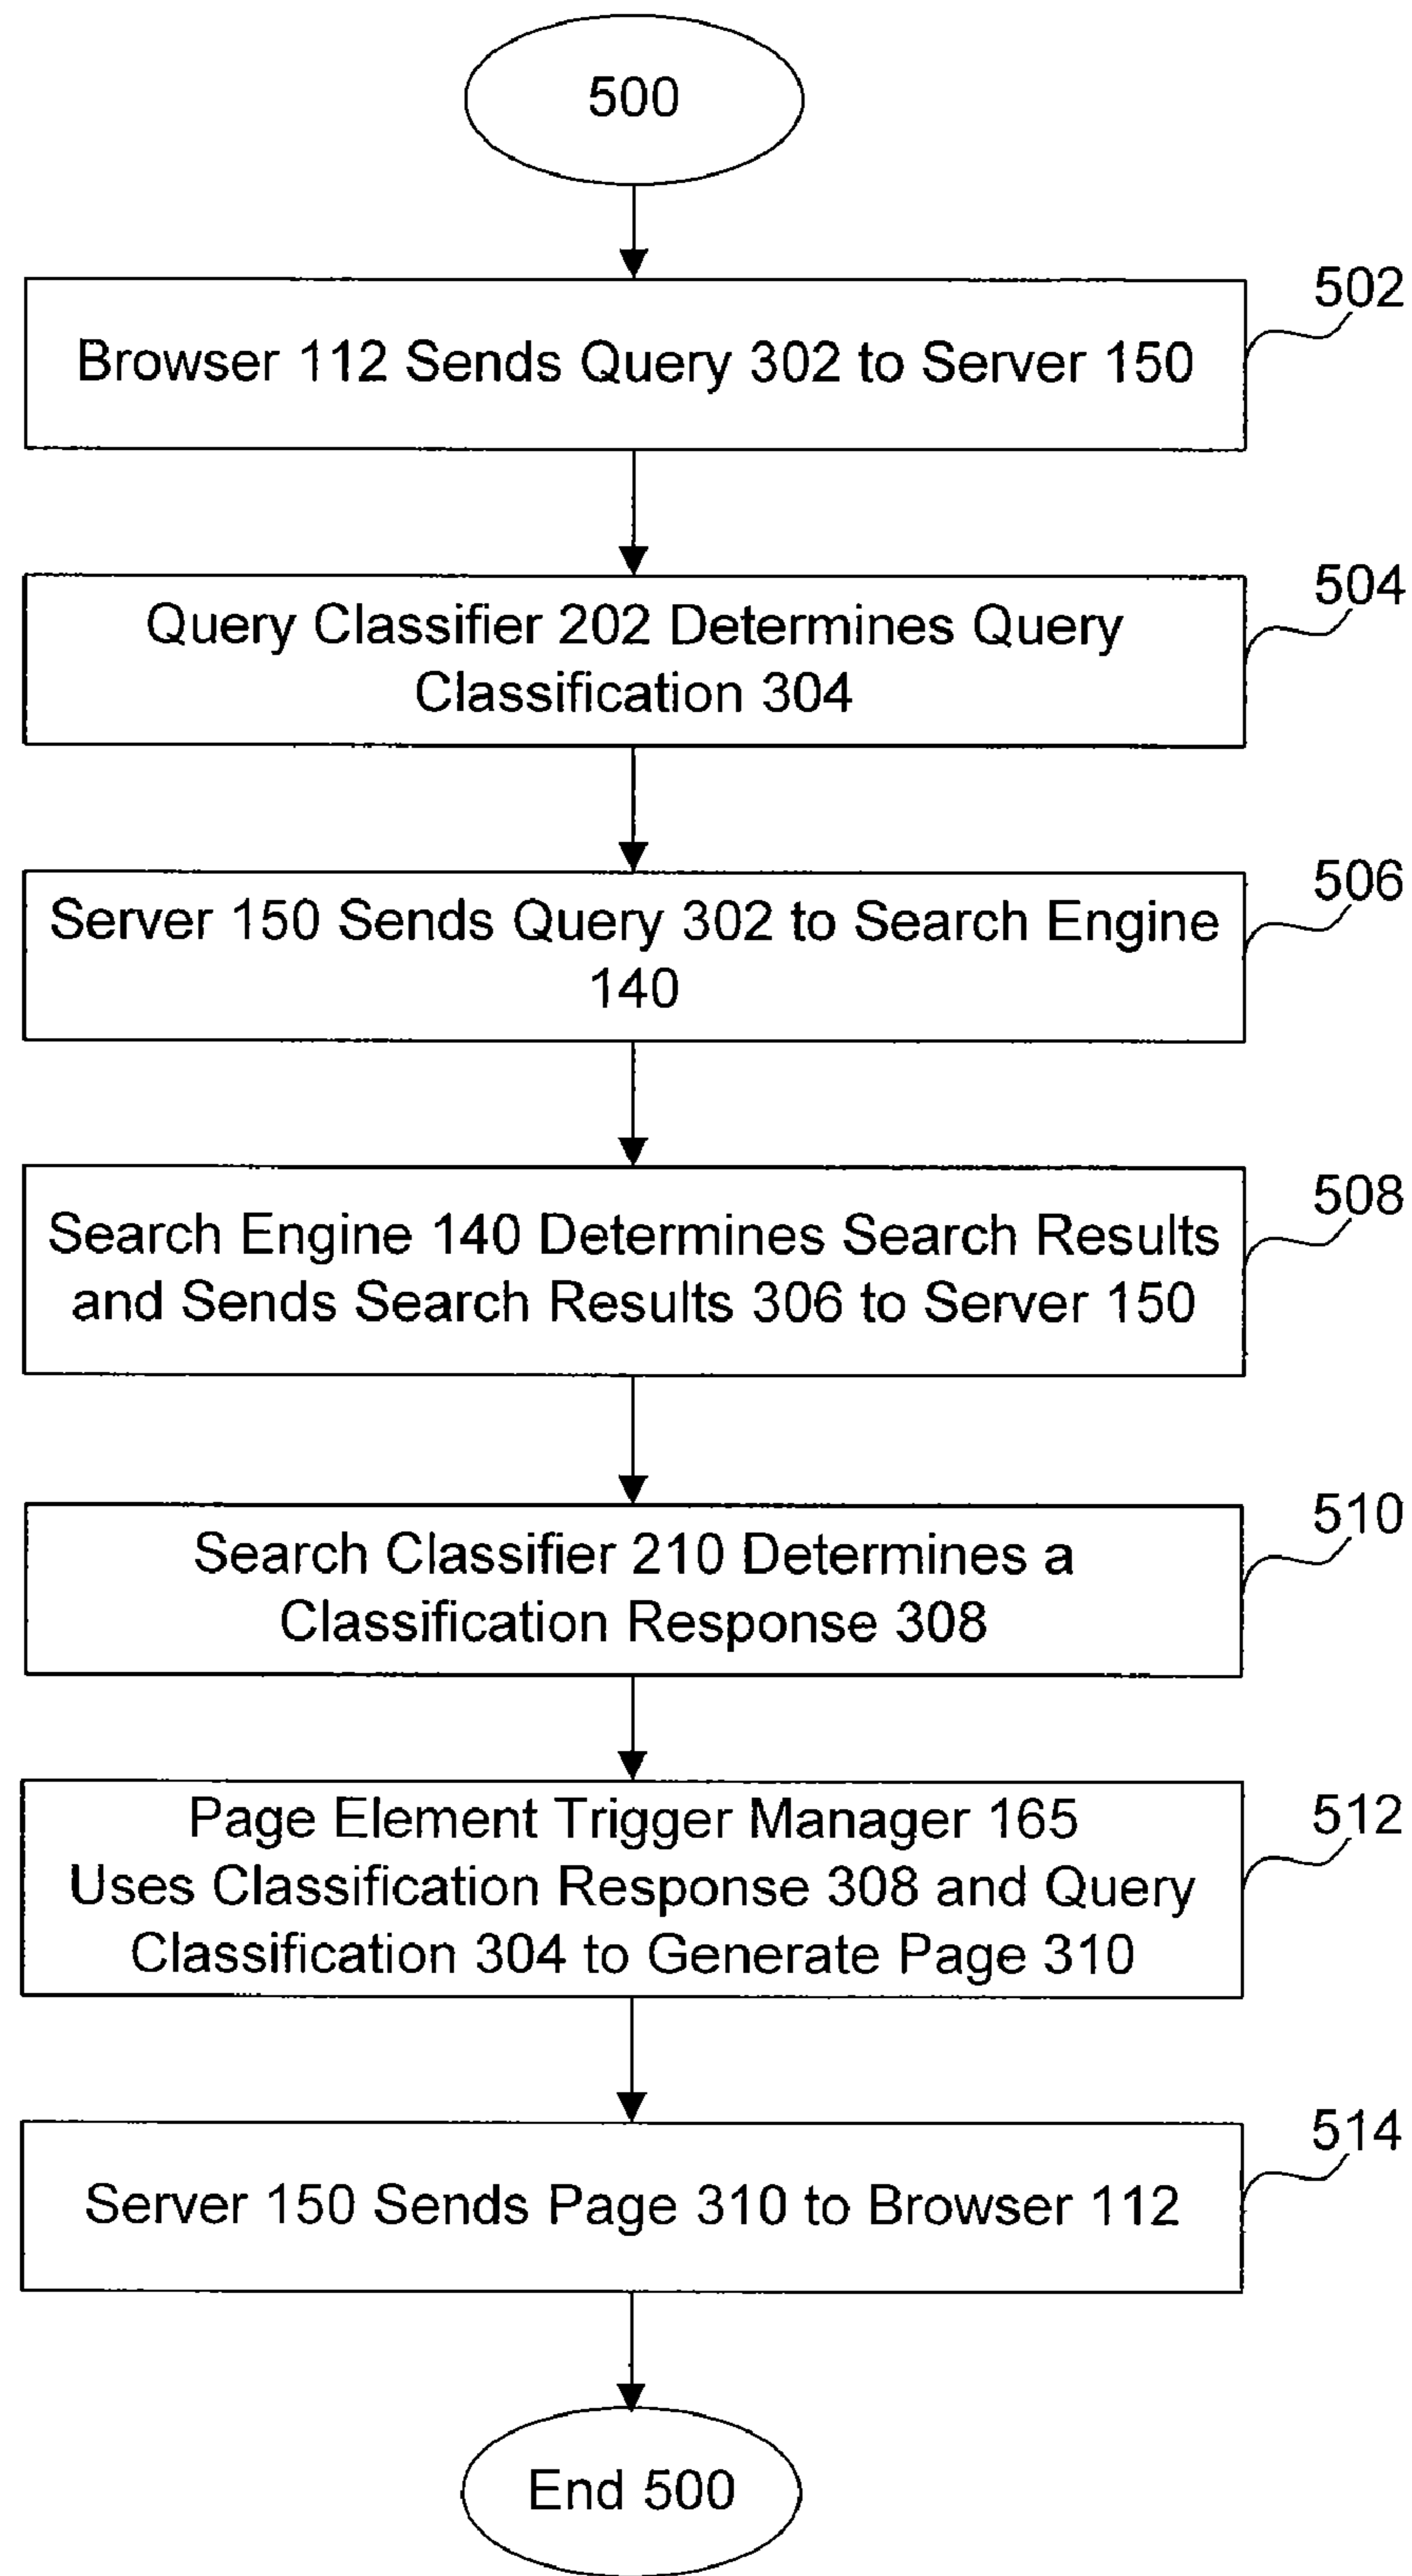 500
502
Browser 112 Sends Query 302 to Server 150
504
Query Classifier 202 Determines Query
Classification 304
506
Server 150 Sends Query 302 to Search Engine
140
508
Search Engine 140 Determines Search Results
and Sends Search Results 306 to Server 150
510
Search Classifier 210 Determines a
Classification Response 308
512
Page Element Trigger Manager 165
Uses Classification Response 308 and Query
Classification 304 to Generate Page 310
514
Server 150 Sends Page 310 to Browser 112
End 500